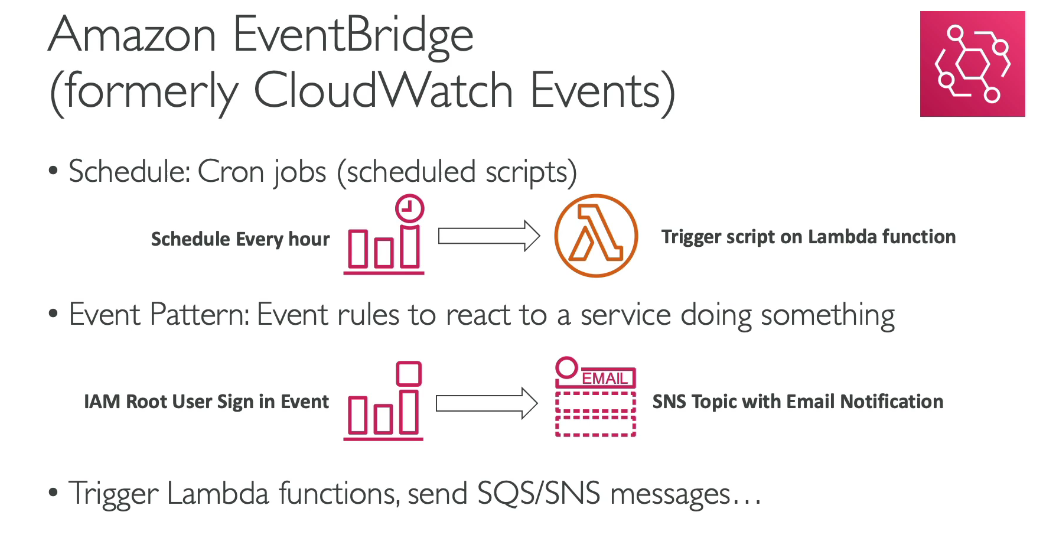 Amazon EventBridge
(formerly CloudWatch Events)
• Schedule: Cron jobs (scheduled scripts)
Schedule Every hour
Trigger script on Lambda function
• Event Pattern: Event rules to react to a service doing something
IAM Root User Sign in Event
EMAIL
SNS Topic with Email Notification
• Trigger Lambda functions, send SQS/SNS messages…